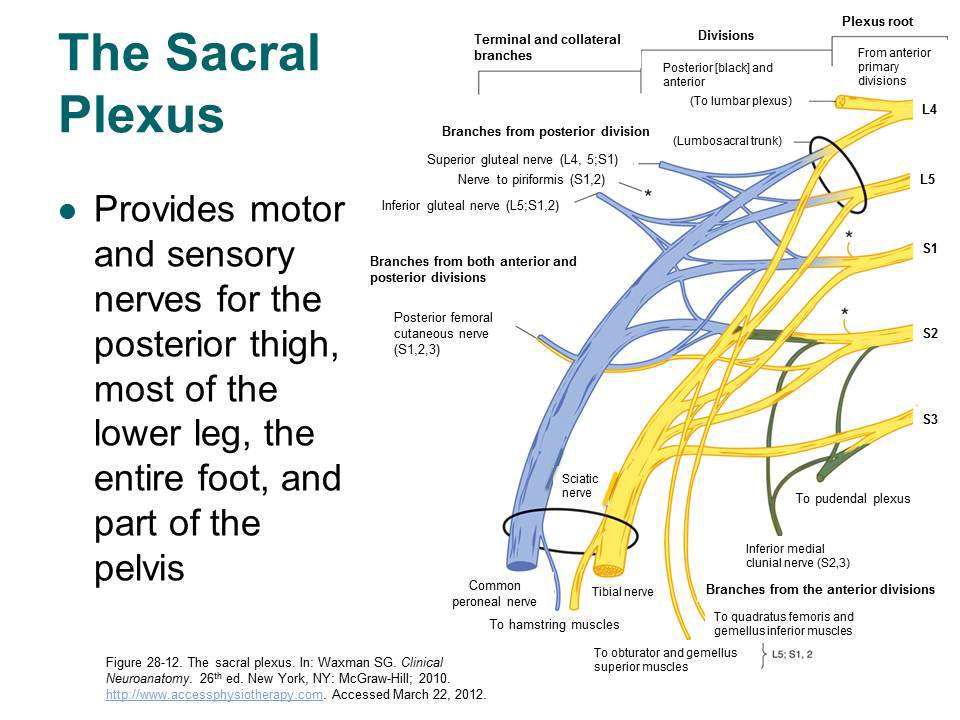 The Sacral
Plexus
● Provides motor
and sensory
nerves for the
posterior thigh,
most of the
lower leg, the
entire foot, and
part of the
pelvis
Plexus root
Divisions
Terminal and collateral
branches
From anterior
primary
divisions
Posterior [black] and
anterior
(To lumbar plexus)
L4
Branches from posterior division
(Lumbosacral trunk)
Superior gluteal nerve (L4, 5;S1)
Nerve to piriformis (S1,2)
*
L5
Inferior gluteal nerve (L5;S1,2)
*
S1
Branches from both anterior and
posterior divisions
Posterior femoral
cutaneous nerve
(S1,2,3)
*
S2
S3
Sciatic
nerve
To pudendal plexus
Inferior medial
clunial nerve (S2,3)
Common
peroneal nerve
Tibial nerve
Branches from the anterior divisions
To hamstring muscles
To quadratus femoris and
gemellus inferior muscles
To obturator and gemellus
superior muscles
L5; S1, 2
Figure 28-12. The sacral plexus. In: Waxman SG. Clinical
Neuroanatomy. 26th ed. New York, NY: McGraw-Hill; 2010.
http://www.accessphysiotherapy.com. Accessed March 22, 2012.